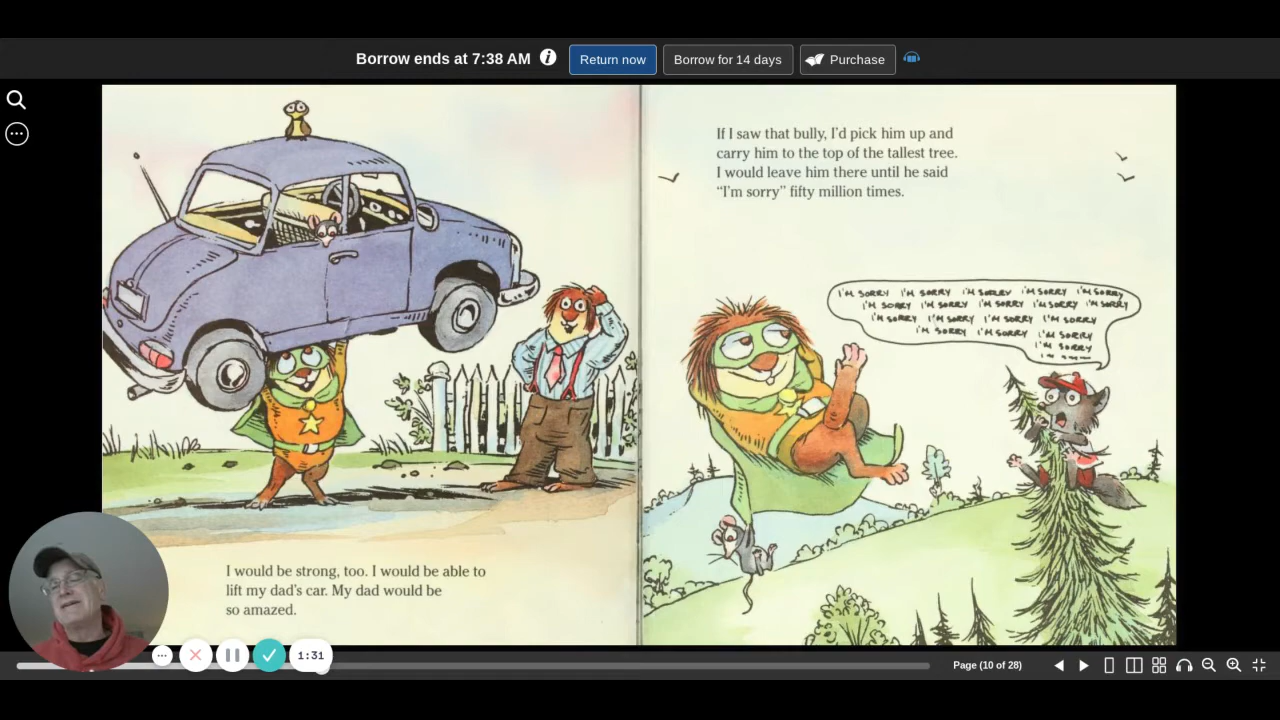 Borrow ends at 7:38 AM
Return now
Borrow for 14 days
Purchase
If I saw that bully, I'd pick him up and
carry him to the top of the tallest tree.
I would leave him there until he said
“I'm sorry” fifty million times.
I'M SORRY I'M SORRY I'M SORRY I'M SORRY I'M SORRY
I'M SORRY I'M SORRY I'M SORRY I'M SORRY I'M SORRY
I'M SORRY I'M SORRY I'M SORRY I'M SORRY
I'M SORRY I'M SORRY I'M SORRY
I'M SORRY
I would be strong, too. I would be able to
lift my dad's car. My dad would be
so amazed.
1:31
Page (10 of 28)